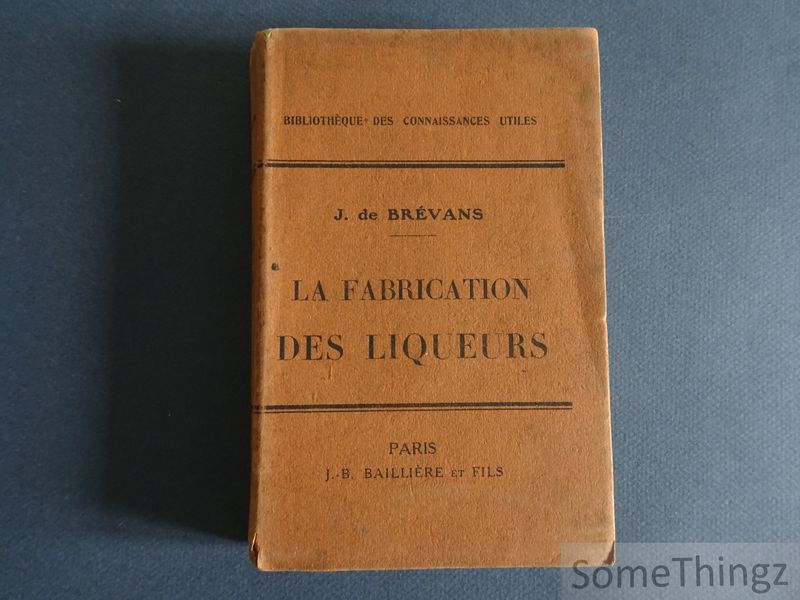 BIBLIOTHÈQUE DES CONNAISSANCES UTILES
J. de BRÉVANS
LA FABRICATION
DES LIQUEURS
PARIS
J.-B. BAILLIÈRE ET FILS
SomeThingz